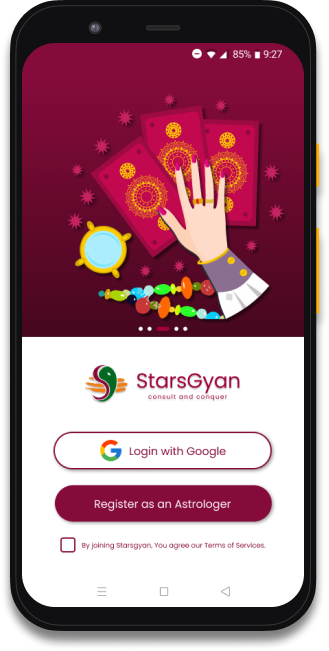 85% 9:27
StarsGyan
consult and conquer
Login with Google
Register as an Astrologer
By joining Starsgyan, You agree our Terms of Services.